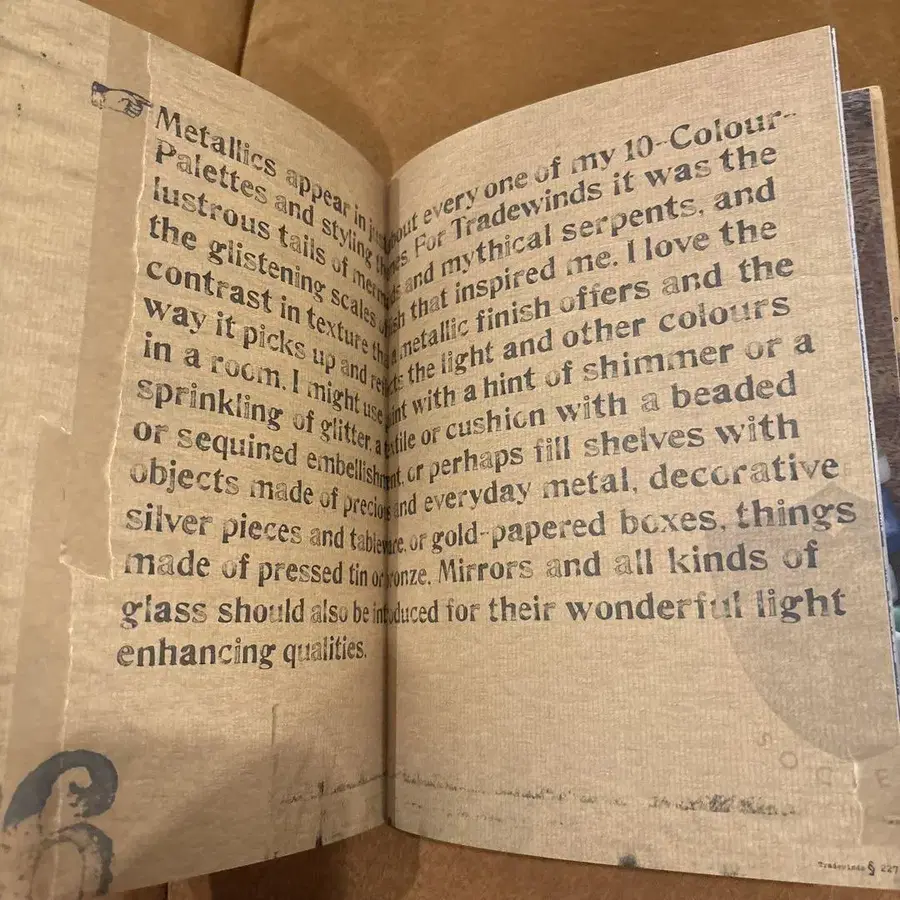 Metallics appear in just about every one of my 10-Colour-
Palettes and styling themes. For Tradewinds it was the
lustrous tails of mermaids and mythical serpents, and
the glistening scales of fish that inspired me. I love the
contrast in texture that a metallic finish offers and the
way it picks up and reflects the light and other colours
in a room. I might use paint with a hint of shimmer or a
sprinkling of glitter, a textile or cushion with a beaded
or sequined embellishment, or perhaps fill shelves with
objects made of precious and everyday metal, decorative
silver pieces and tableware, or gold-papered boxes, things
made of pressed tin or bronze. Mirrors and all kinds of
glass should also be introduced for their wonderful light
enhancing qualities.
Tradewinds § 227